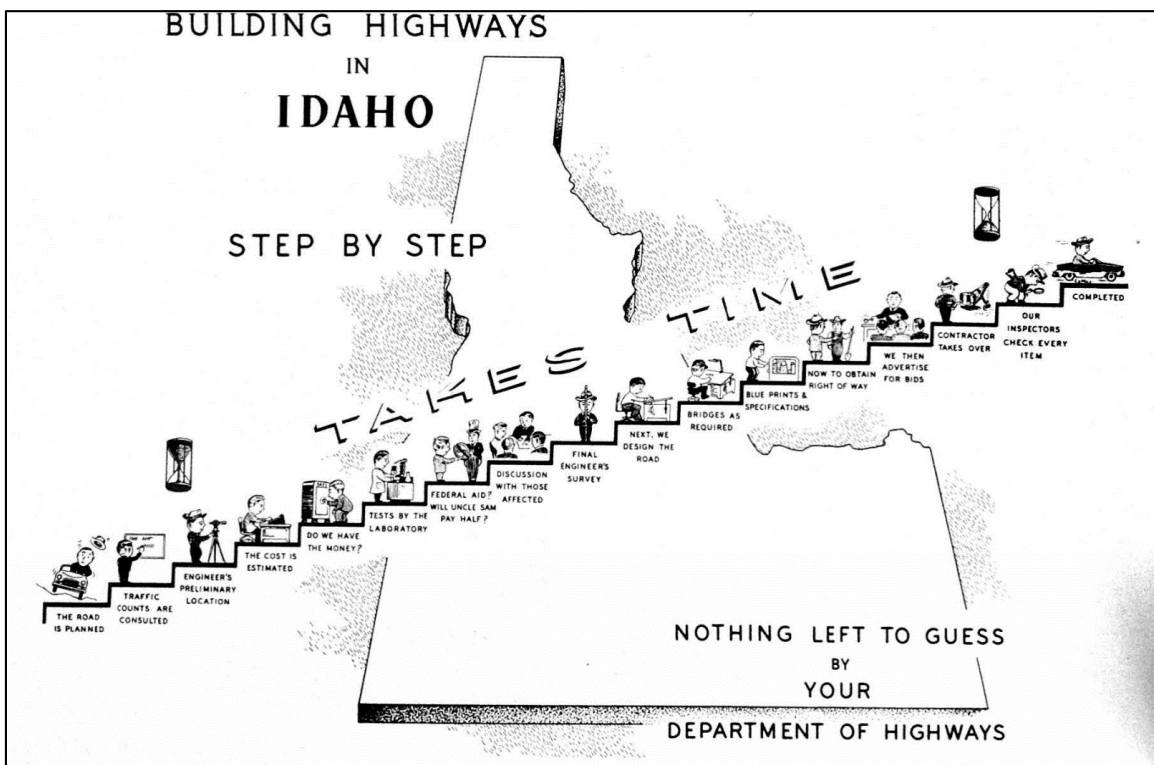 BUILDING HIGHWAYS
IN
IDAHO
STEP BY STEP
TAKES TIME
THE ROAD
IS PLANNED
TRAFFIC
COUNTS ARE
CONSULTED
ENGINEER'S
PRELIMINARY
LOCATION
THE COST IS
ESTIMATED
DO WE HAVE
THE MONEY?
TESTS BY THE
LABORATORY
FEDERAL AID?
WILL UNCLE SAM
PAY HALF?
DISCUSSION
WITH THOSE
AFFECTED
FINAL
ENGINEER'S
SURVEY
NEXT, WE
DESIGN THE
ROAD
BRIDGES AS
REQUIRED
BLUE PRINTS &
SPECIFICATIONS
NOW TO OBTAIN
RIGHT OF WAY
WE THEN
ADVERTISE
FOR BIDS
CONTRACTOR
TAKES OVER
OUR
INSPECTORS
CHECK EVERY
ITEM
COMPLETED
NOTHING LEFT TO GUESS
BY
YOUR
DEPARTMENT OF HIGHWAYS